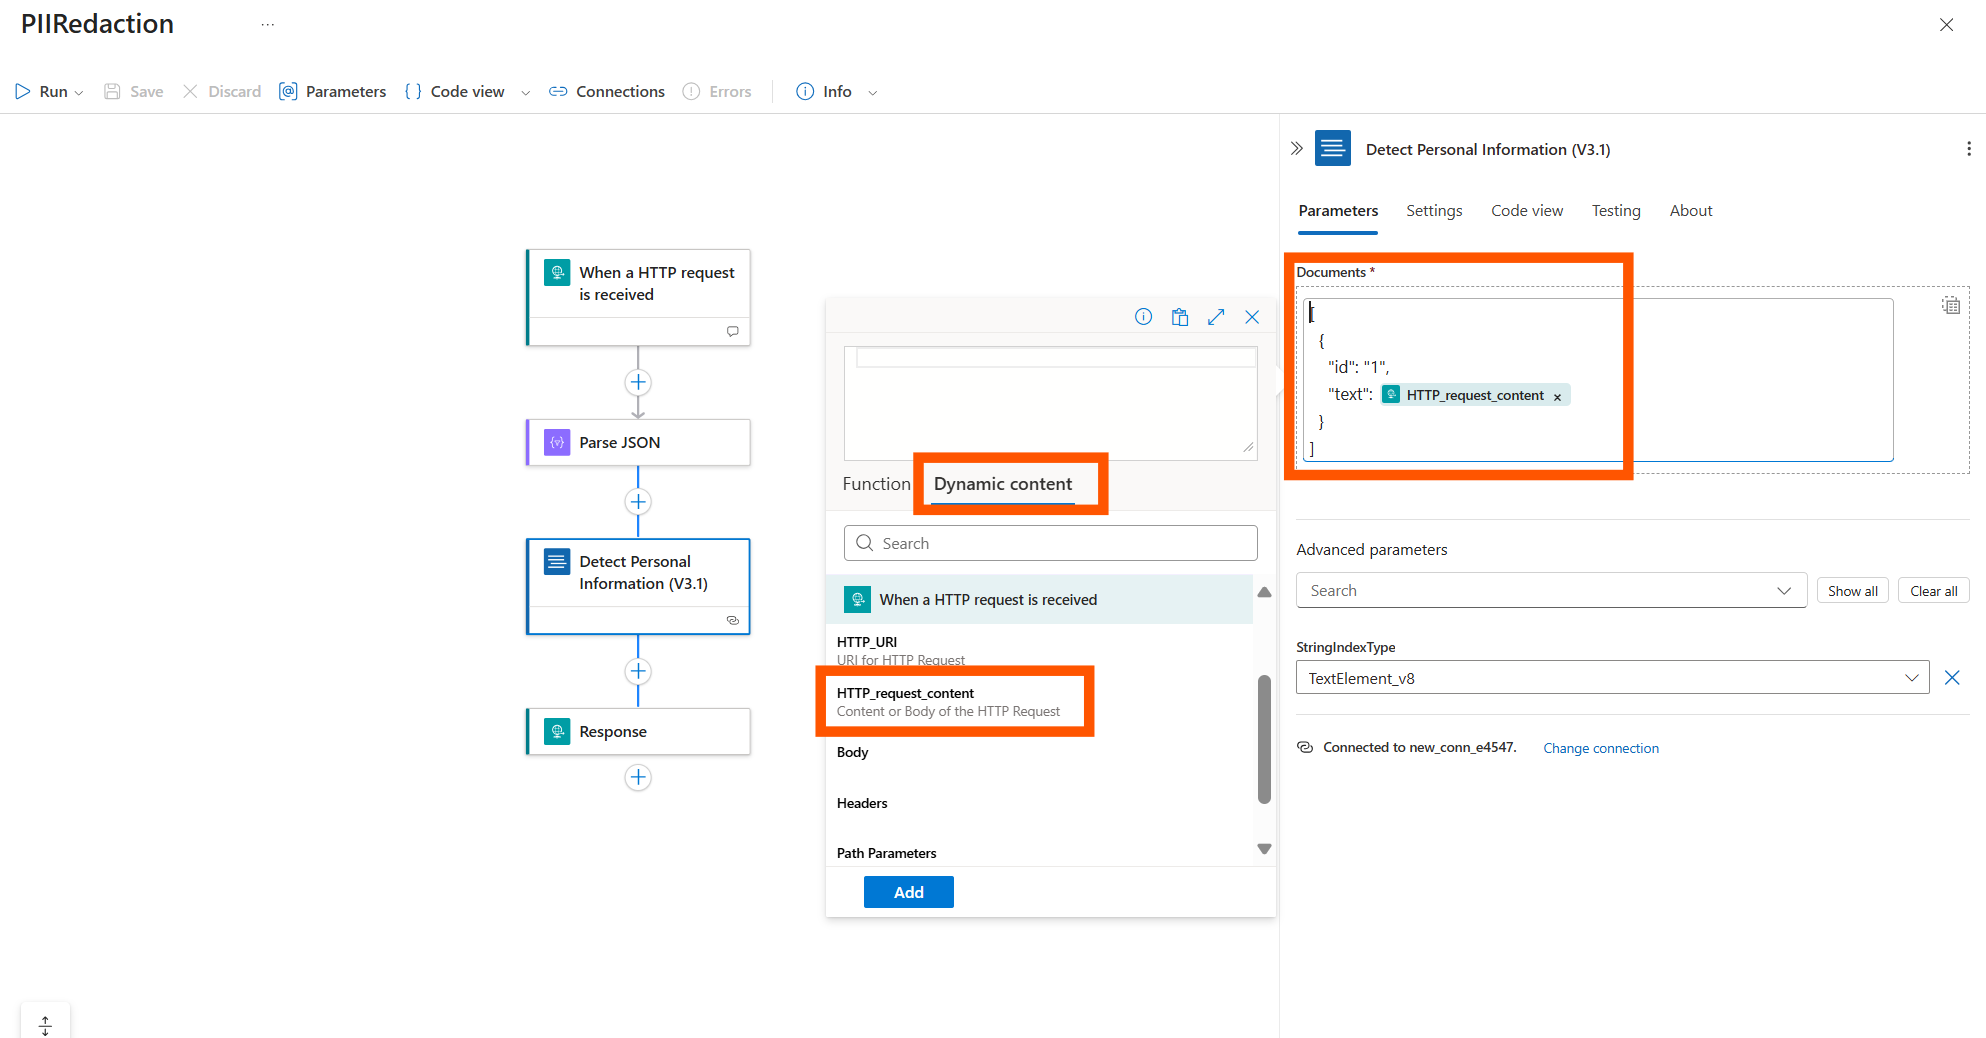 PIIRedaction
...
Run
Save
Discard
Parameters
Code view
Connections
Errors
Info
When a HTTP request
is received
Parse JSON
Detect Personal
Information (V3.1)
Response
Function
Dynamic content
Search
When a HTTP request is received
HTTP_URI
URI for HTTP Request
HTTP_request_content
Content or Body of the HTTP Request
Body
Headers
Path Parameters
Add
Detect Personal Information (V3.1)
Parameters
Settings
Code view
Testing
About
Documents *
[
{
"id": "1",
"text": HTTP_request_content ×
}
]
Advanced parameters
Search
Show all
Clear all
StringIndexType
TextElement_v8
Connected to new_conn_e4547.
Change connection